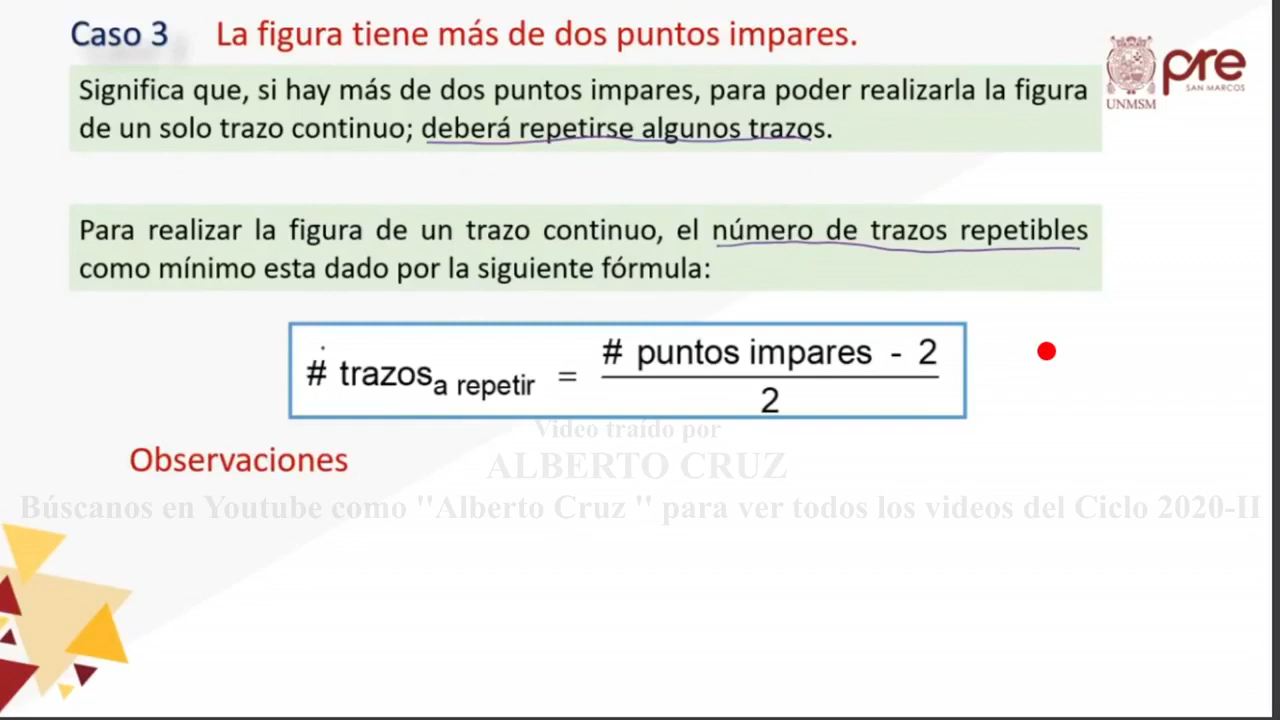 Caso 3 La figura tiene más de dos puntos impares.
pre
SAN MARCOS
UNMSM
Significa que, si hay más de dos puntos impares, para poder realizarla la figura
de un solo trazo continuo; deberá repetirse algunos trazos.
Para realizar la figura de un trazo continuo, el número de trazos repetibles
como mínimo esta dado por la siguiente fórmula:
# trazos a repetir = # puntos impares - 2
2
Video traído por
Observaciones
ALBERTO CRUZ
Búscanos en Youtube como "Alberto Cruz " para ver todos los videos del Ciclo 2020-II